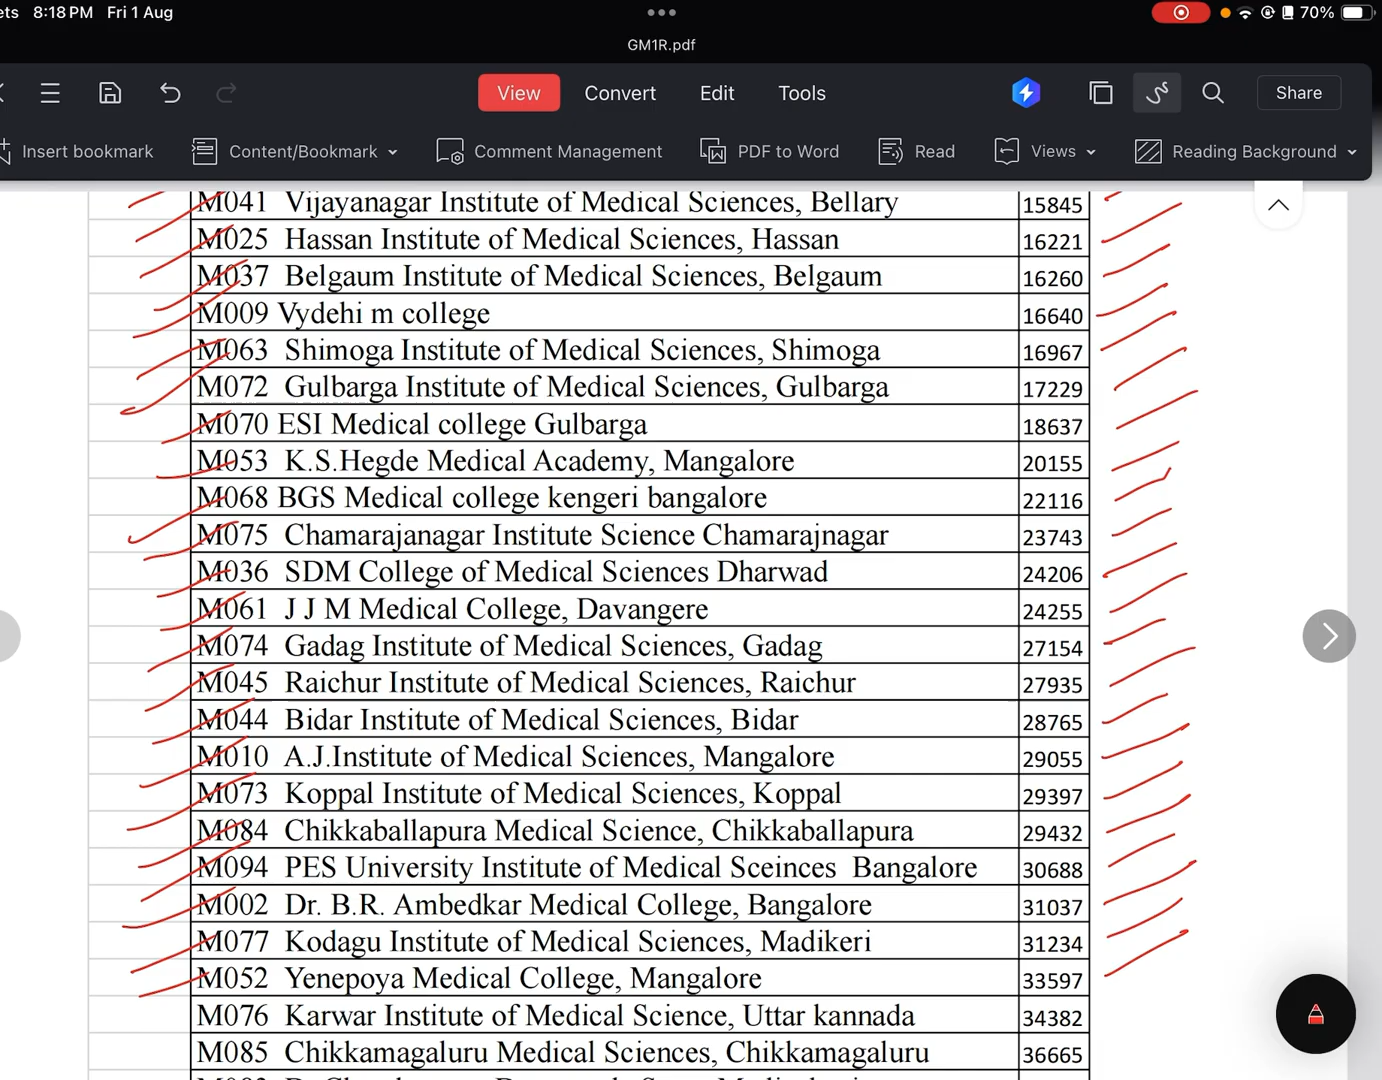 ets 8:18 PM Fri 1 Aug 70%
GM1R.pdf
View Convert Edit Tools Share
Insert bookmark Content/Bookmark Comment Management PDF to Word Read Views Reading Background
M041 Vijayanagar Institute of Medical Sciences, Bellary 15845
M025 Hassan Institute of Medical Sciences, Hassan 16221
M037 Belgaum Institute of Medical Sciences, Belgaum 16260
M009 Vydehi m college 16640
M063 Shimoga Institute of Medical Sciences, Shimoga 16967
M072 Gulbarga Institute of Medical Sciences, Gulbarga 17229
M070 ESI Medical college Gulbarga 18637
M053 K.S.Hegde Medical Academy, Mangalore 20155
M068 BGS Medical college kengeri bangalore 22116
M075 Chamarajanagar Institute Science Chamarajnagar 23743
M036 SDM College of Medical Sciences Dharwad 24206
M061 J J M Medical College, Davangere 24255
M074 Gadag Institute of Medical Sciences, Gadag 27154
M045 Raichur Institute of Medical Sciences, Raichur 27935
M044 Bidar Institute of Medical Sciences, Bidar 28765
M010 A.J.Institute of Medical Sciences, Mangalore 29055
M073 Koppal Institute of Medical Sciences, Koppal 29397
M084 Chikkaballapura Medical Science, Chikkaballapura 29432
M094 PES University Institute of Medical Sceinces Bangalore 30688
M002 Dr. B.R. Ambedkar Medical College, Bangalore 31037
M077 Kodagu Institute of Medical Sciences, Madikeri 31234
M052 Yenepoya Medical College, Mangalore 33597
M076 Karwar Institute of Medical Science, Uttar kannada 34382
M085 Chikkamagaluru Medical Sciences, Chikkamagaluru 36665